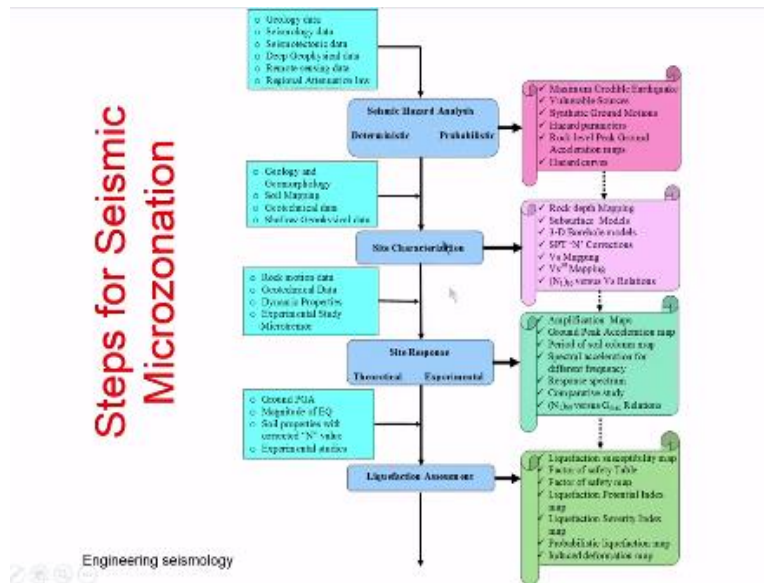 Steps for Seismic
Microzonation
o Geology data
o Seismology data
o Seismotectonic data
o Deep Geophysical data
o Remote sensing data
o Regional Attenuation law
Seismic Hazard Analysis
Deterministic Probabilistic
✓ Maximum Credible Earthquake
✓ Vulnerable Sources
✓ Synthetic Ground Motions
✓ Hazard parameters
✓ Rock level Peak Ground
Acceleration maps
✓ Hazard curves
o Geology and
Geomorphology
o Soil Mapping
o Geotechnical data
o Shallow Geophysical data
Site Characterization
✓ Rock depth Mapping
✓ Subsurface Models
✓ 3-D Borehole models
✓ SPT "N" Corrections
✓ Vs Mapping
✓ Vs³⁰ Mapping
✓ (N₁)₆₀ versus Vs Relations
o Rock motion data
o Geotechnical Data
o Dynamic Properties
o Experimental Study
Microtremor
Site Response
Theoretical Experimental
✓ Amplification Maps
✓ Ground Peak Acceleration map
✓ Period of soil column map
✓ Spectral acceleration for
different frequency
✓ Response spectrum
✓ Comparative study
✓ (N₁)₆₀ versus Gmax Relations
o Ground PGA
o Magnitude of EQ
o Soil properties with
corrected "N" value
o Experimental studies
Liquefaction Assessment
✓ Liquefaction susceptibility map
✓ Factor of safety Table
✓ Factor of safety map
✓ Liquefaction Potential Index
map
✓ Liquefaction Severity Index
map
✓ Probabilistic liquefaction map
✓ Induced deformation map
Engineering seismology